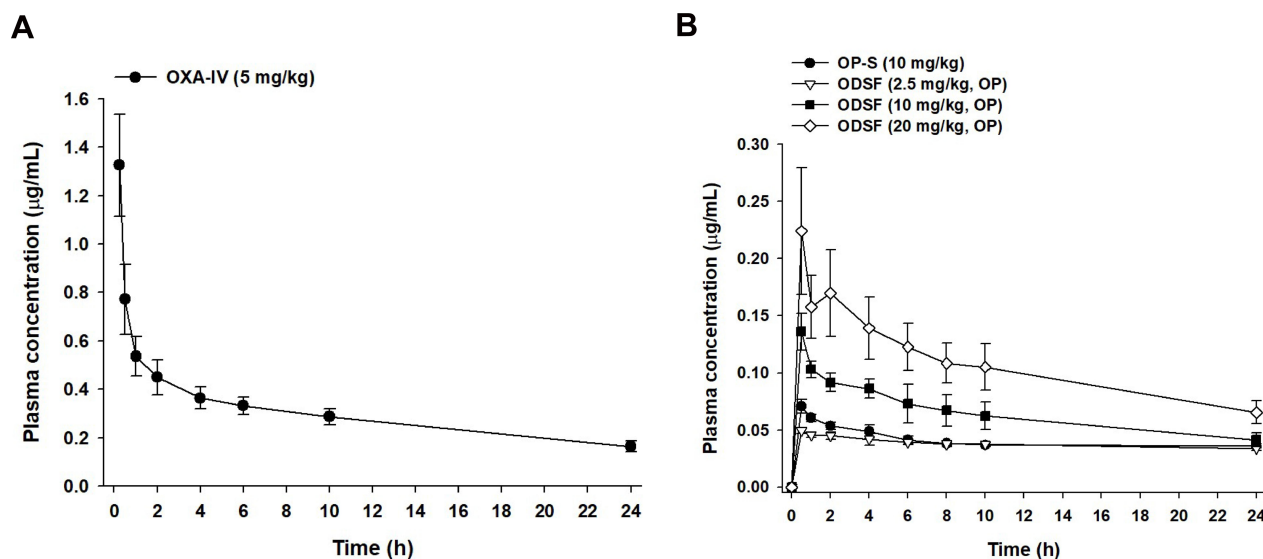 A
OXA-IV (5 mg/kg)
Plasma concentration (μg/mL)
1.6
1.4
1.2
1.0
0.8
0.6
0.4
0.2
0.0
0 2 4 6 8 10 12 14 16 18 20 22 24
Time (h)
B
OP-S (10 mg/kg)
ODSF (2.5 mg/kg, OP)
ODSF (10 mg/kg, OP)
ODSF (20 mg/kg, OP)
Plasma concentration (μg/mL)
0.30
0.25
0.20
0.15
0.10
0.05
0.00
0 2 4 6 8 10 12 14 16 18 20 22 24
Time (h)